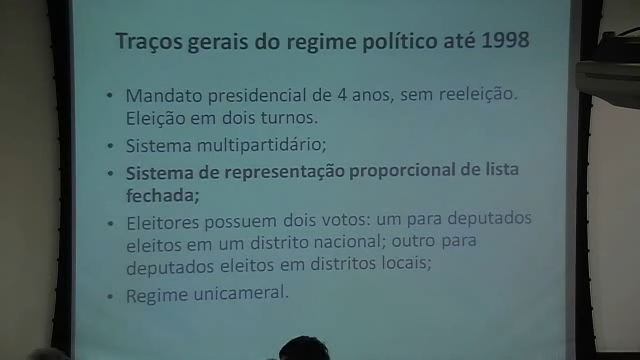 Traços gerais do regime político até 1998
• Mandato presidencial de 4 anos, sem reeleição.
Eleição em dois turnos.
• Sistema multipartidário;
• Sistema de representação proporcional de lista
fechada;
• Eleitores possuem dois votos: um para deputados
eleitos em um distrito nacional; outro para
deputados eleitos em distritos locais;
• Regime unicameral.